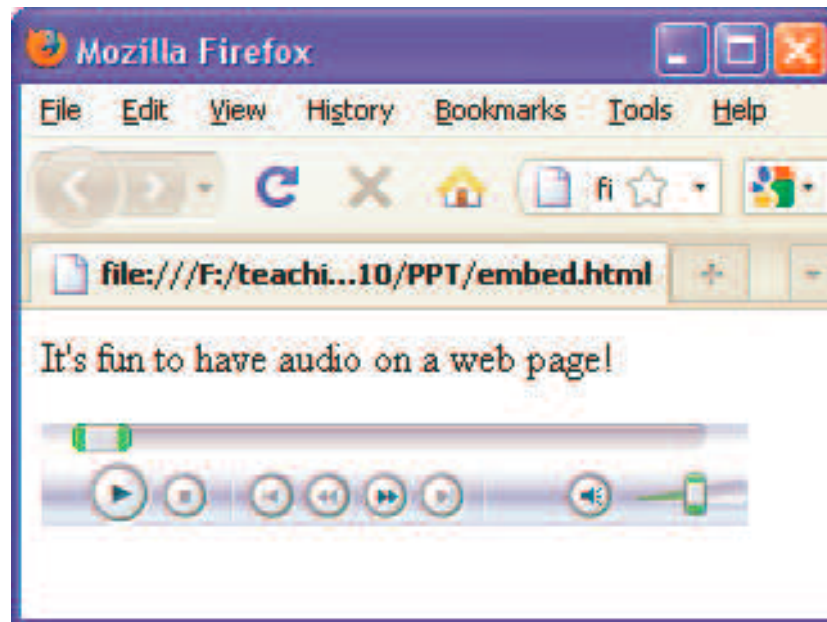 Mozilla Firefox
File Edit View History Bookmarks Tools Help
fi
file:///F:/teachi...10/PPT/embed.html
It's fun to have audio on a web page!